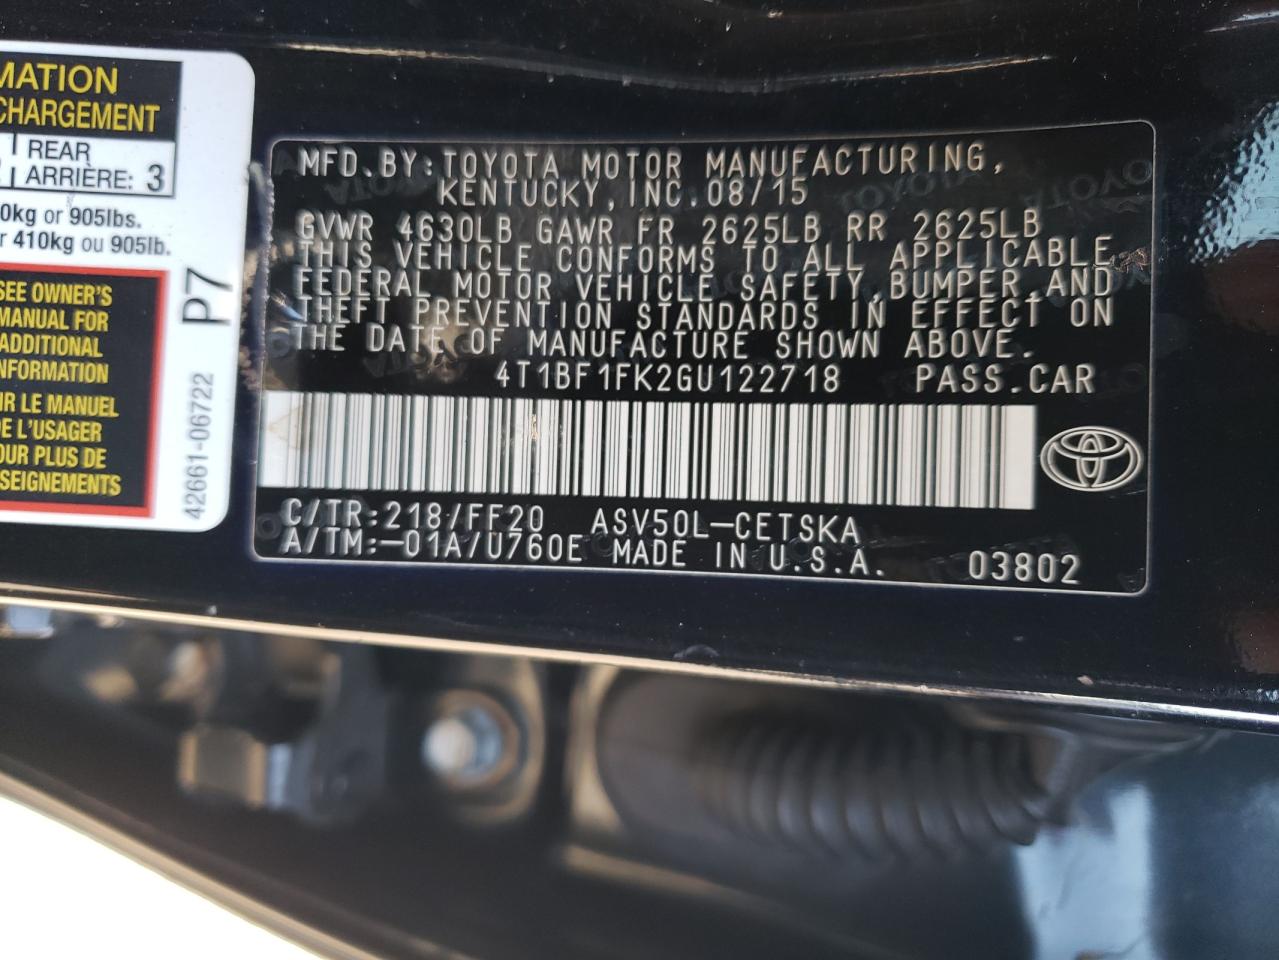 MATION
CHARGEMENT
REAR
ARRIÈRE: 3
0kg or 905lbs.
r 410kg ou 905lb.
SEE OWNER'S
MANUAL FOR
ADDITIONAL
NFORMATION
IR LE MANUEL
DE L'USAGER
OUR PLUS DE
SEIGNEMENTS
P7
42661-06722
MFD.BY:TOYOTA MOTOR MANUFACTURING,
KENTUCKY,INC.08/15
GVWR 4630LB GAWR FR 2625LB RR 2625LB
THIS VEHICLE CONFORMS TO ALL APPLICABLE
FEDERAL MOTOR VEHICLE SAFETY,BUMPER,AND
THEFT PREVENTION STANDARDS IN EFFECT ON
THE DATE OF MANUFACTURE SHOWN ABOVE.
4T1BF1FK2GU122718 PASS.CAR
C/TR:218/FF20 ASV50L-CETSKA
A/TM:-01A/U760E MADE IN U.S.A. 03802